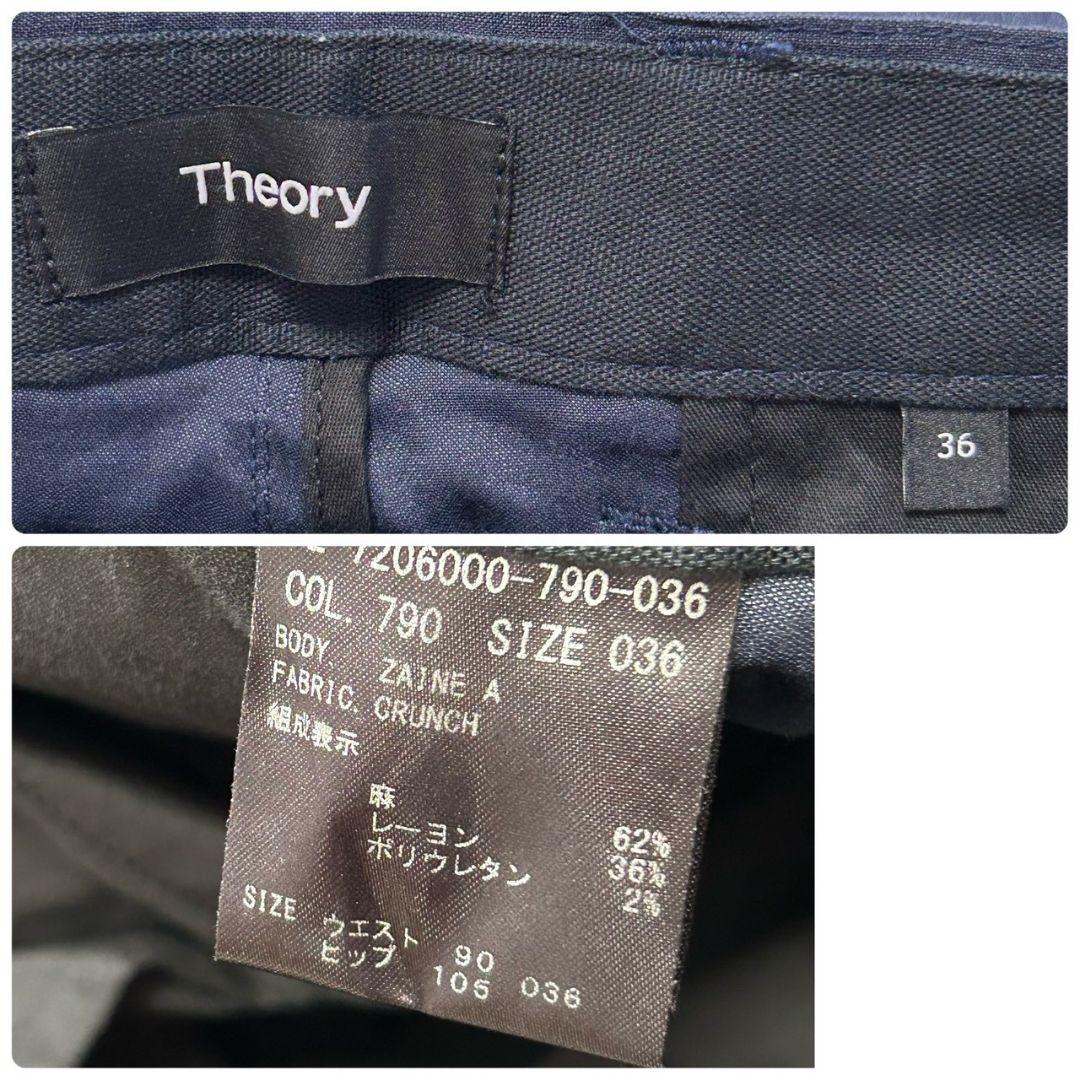 Theory
36
7206000-790-036
COL. 790 SIZE 036
BODY. ZAINE A
FABRIC. CRUNCH
組成表示
麻 62%
レーヨン 36%
ポリウレタン 2%
SIZE ウエスト 90
ヒップ 105 036